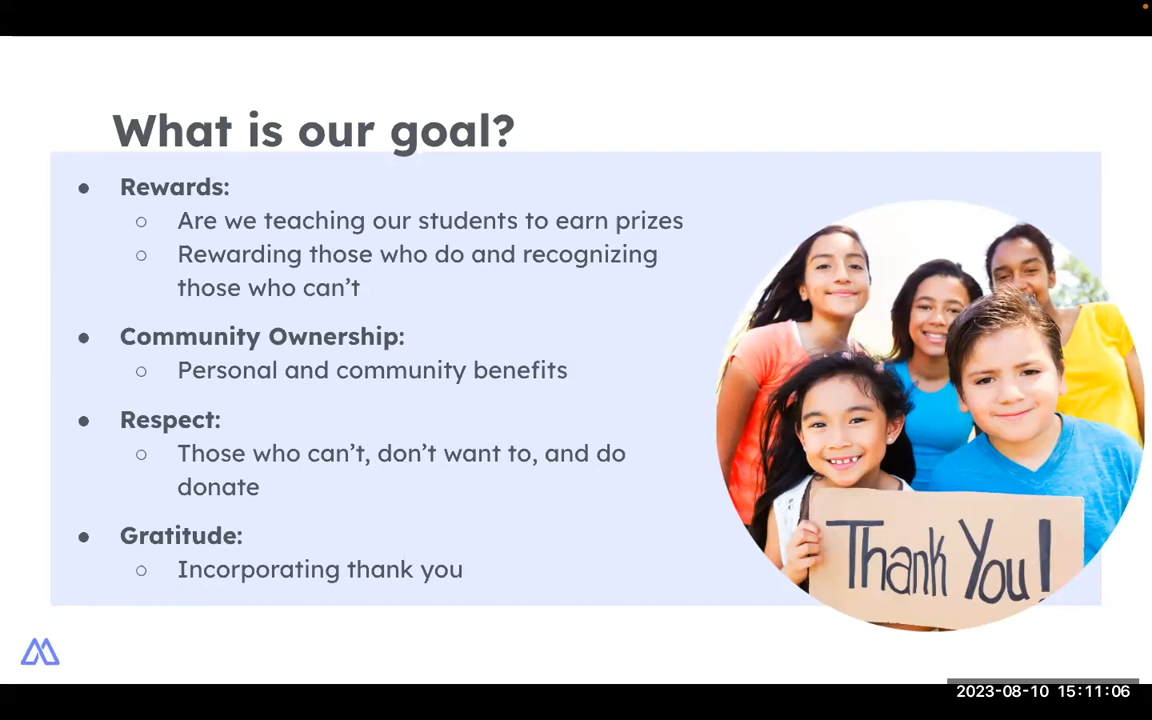 What is our goal?
● Rewards:
○ Are we teaching our students to earn prizes
○ Rewarding those who do and recognizing
those who can’t
● Community Ownership:
○ Personal and community benefits
● Respect:
○ Those who can’t, don’t want to, and do
donate
● Gratitude:
○ Incorporating thank you
Thank You!
2023-08-10 15:11:06